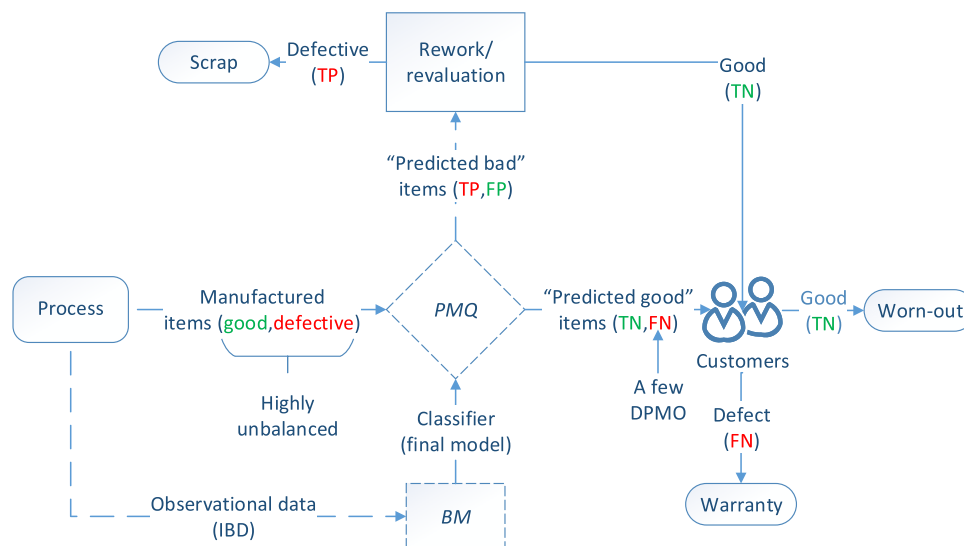 Scrap
Defective
(TP)
Rework/
revaluation
Good
(TN)
“Predicted bad”
items (TP,FP)
Process
Manufactured
items (good,defective)
PMQ
“Predicted good”
items (TN,FN)
Customers
Good
(TN)
Worn-out
Highly
unbalanced
Classifier
(final model)
A few
DPMO
Defect
(FN)
Warranty
Observational data
(IBD)
BM